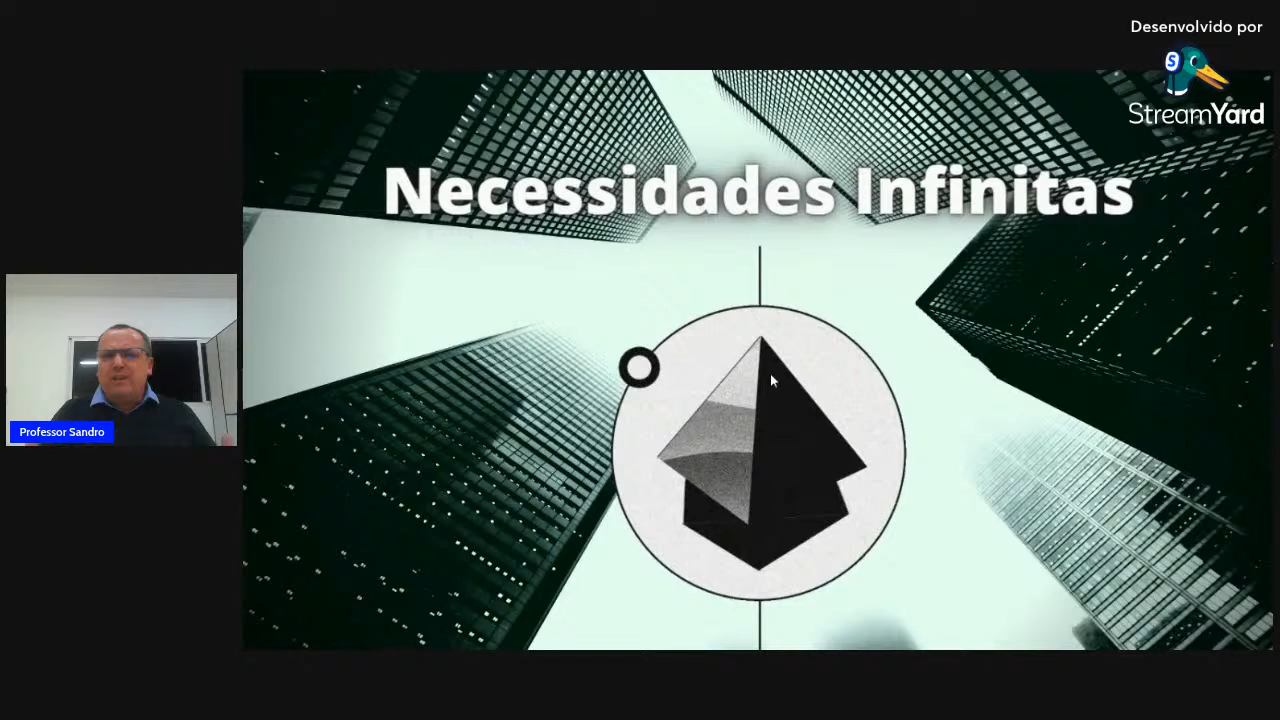 Desenvolvido por
S
StreamYard
Necessidades Infinitas
Professor Sandro